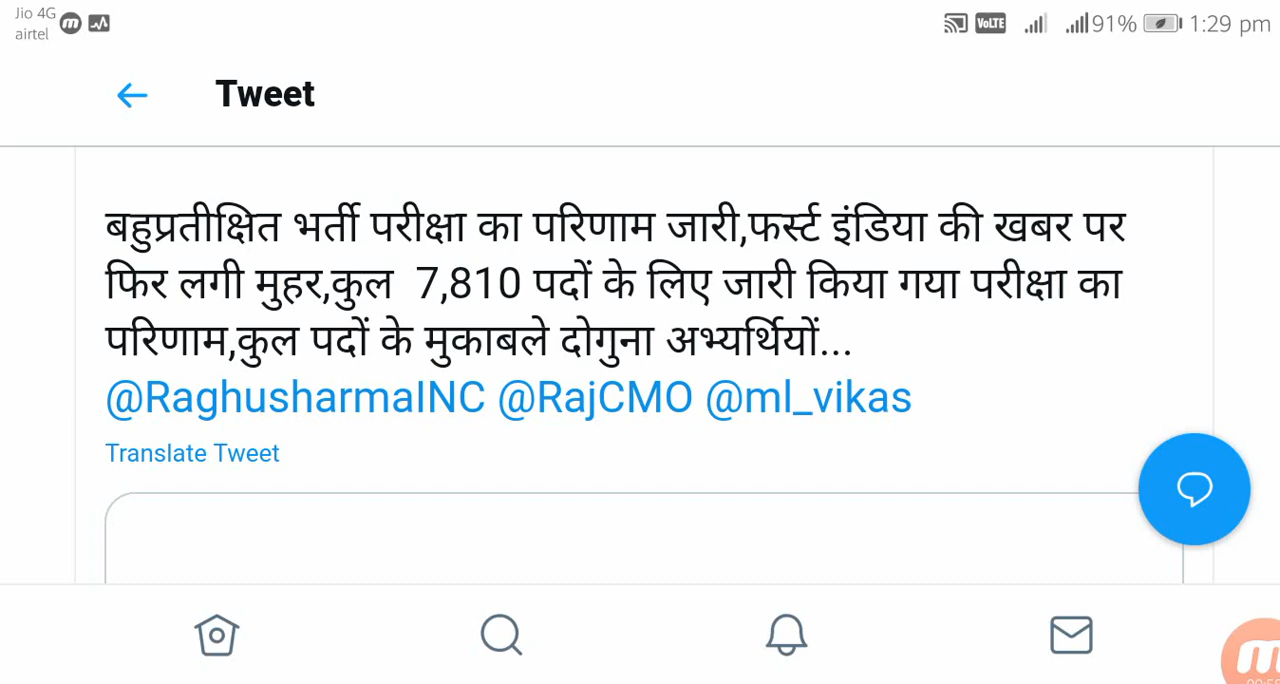 Jio 4G
airtel
VoLTE
91%
1:29 pm
Tweet
बहुप्रतीक्षित भर्ती परीक्षा का परिणाम जारी,फर्स्ट इंडिया की खबर पर
फिर लगी मुहर,कुल 7,810 पदों के लिए जारी किया गया परीक्षा का
परिणाम,कुल पदों के मुकाबले दोगुना अभ्यर्थियों...
@RaghusharmaINC @RajCMO @ml_vikas
Translate Tweet